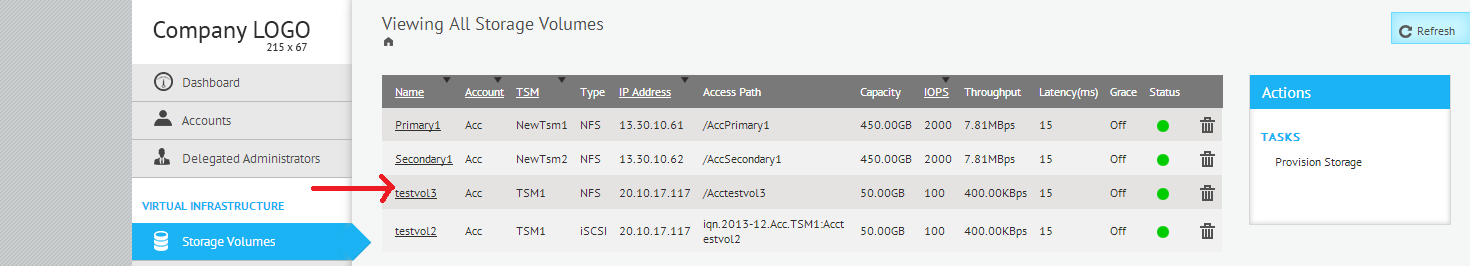 Company LOGO
215 x 67
Dashboard
Accounts
Delegated Administrators
VIRTUAL INFRASTRUCTURE
Storage Volumes
Viewing All Storage Volumes
Refresh
Name Account TSM Type IP Address Access Path Capacity IOPS Throughput Latency(ms) Grace Status
Primary1 Acc NewTsm1 NFS 13.30.10.61 /AccPrimary1 450.00GB 2000 7.81MBps 15 Off
Secondary1 Acc NewTsm2 NFS 13.30.10.62 /AccSecondary1 450.00GB 2000 7.81MBps 15 Off
testvol3 Acc TSM1 NFS 20.10.17.117 /Acctestvol3 50.00GB 100 400.00KBps 15 Off
testvol2 Acc TSM1 iSCSI 20.10.17.117 iqn.2013-12.Acc.TSM1:Acct
estvol2 50.00GB 100 400.00KBps 15 Off
Actions
TASKS
Provision Storage